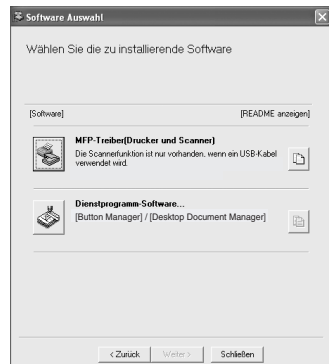 Software Auswahl
Wählen Sie die zu installierende Software
[Software] [README anzeigen]
MFP-Treiber(Drucker und Scanner)
Die Scannerfunktion ist nur vorhanden, wenn ein USB-Kabel
verwendet wird.
Dienstprogramm-Software...
[Button Manager] / [Desktop Document Manager]
< Zurück Weiter > Schließen